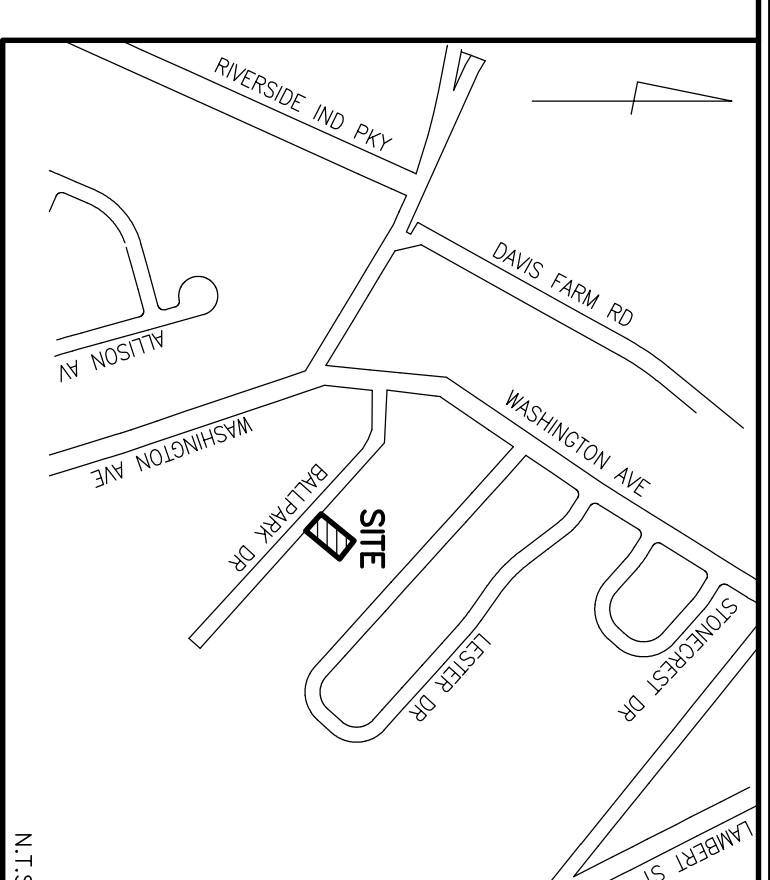 RIVERSIDE IND PKY
DAVIS FARM RD
ALLISON AV
WASHINGTON AVE
WASHINGTON AVE
BALLPARK DR
SITE
LESTER DR
STONECREST DR
LAMBERT ST
N.T.S